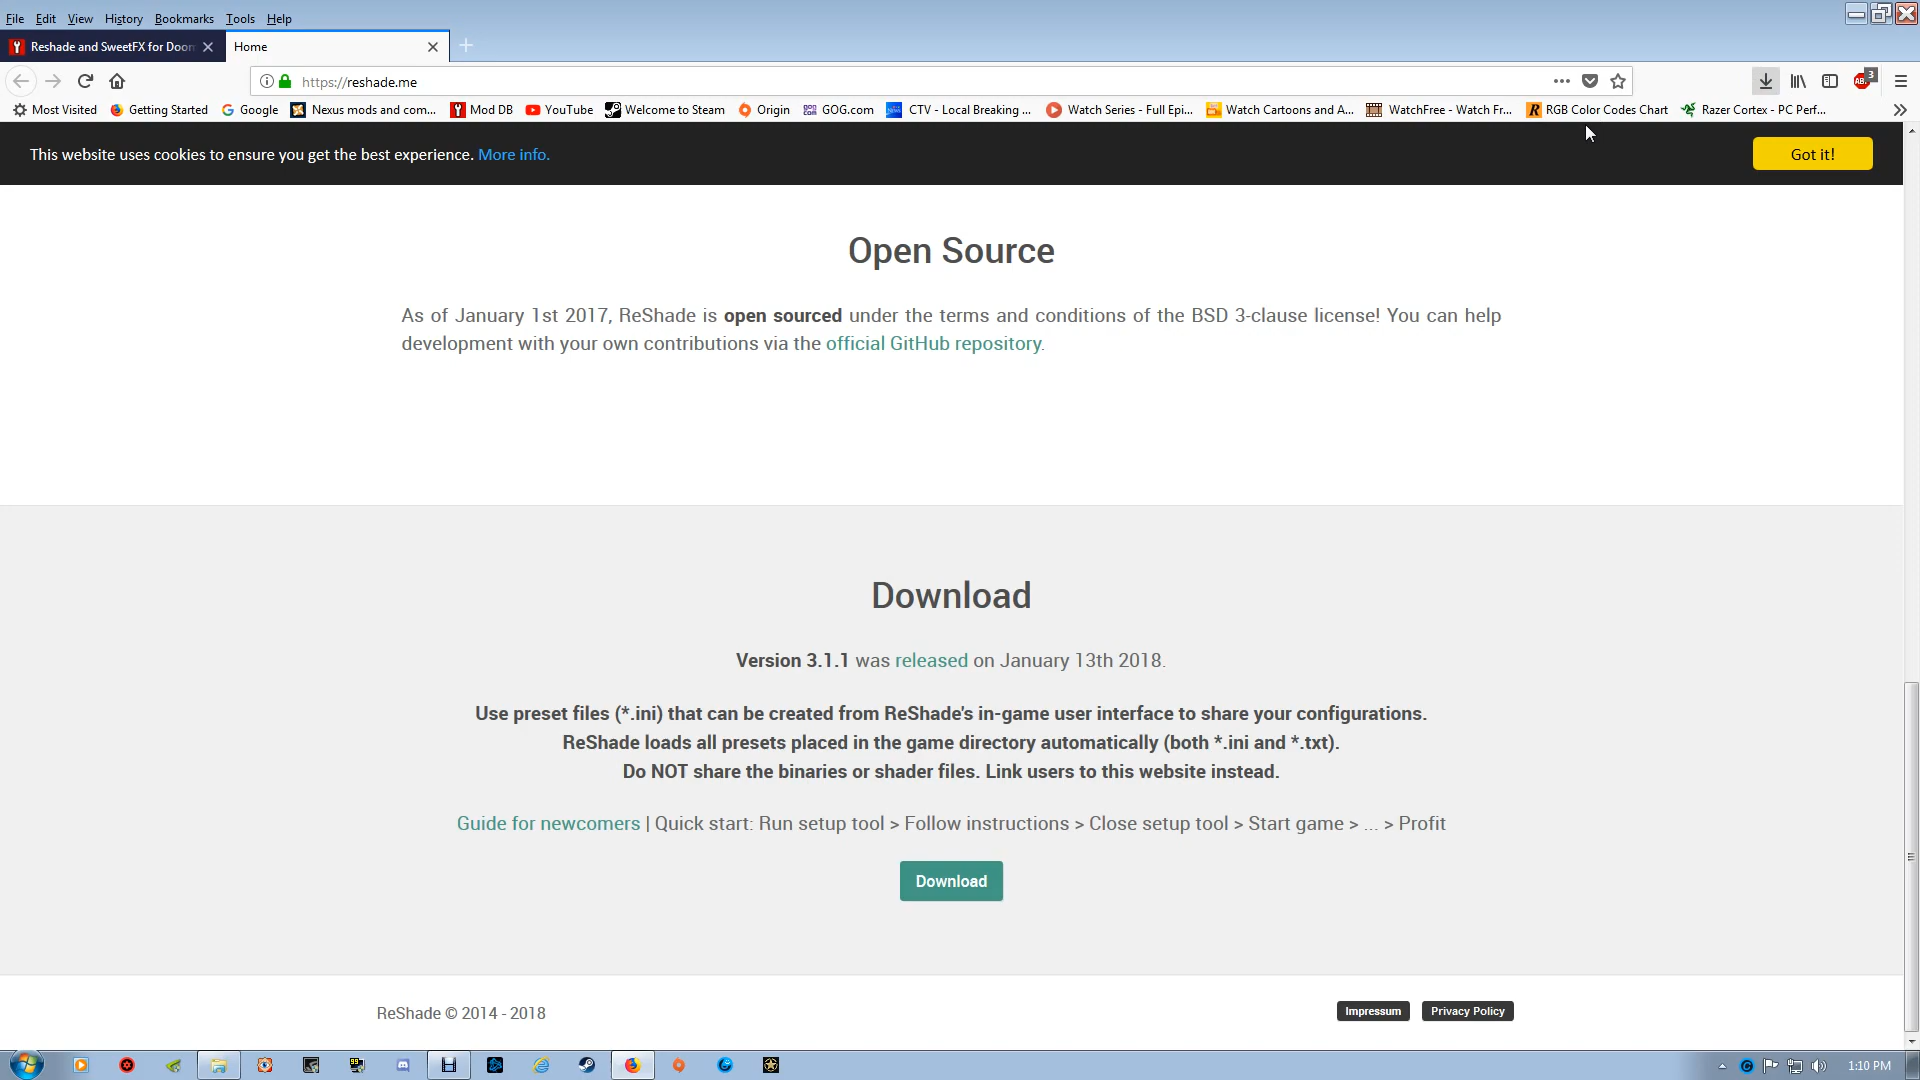 File Edit View History Bookmarks Tools Help
Reshade and SweetFX for Doom
Home
https://reshade.me
3
Most Visited Getting Started Google Nexus mods and com... Mod DB YouTube Welcome to Steam Origin GOG.com CTV - Local Breaking ... Watch Series - Full Epi... Watch Cartoons and A... WatchFree - Watch Fr... RGB Color Codes Chart Razer Cortex - PC Perf...
This website uses cookies to ensure you get the best experience. More info.
Got it!
Open Source
As of January 1st 2017, ReShade is open sourced under the terms and conditions of the BSD 3-clause license! You can help
development with your own contributions via the official GitHub repository.
Download
Version 3.1.1 was released on January 13th 2018.
Use preset files (*.ini) that can be created from ReShade's in-game user interface to share your configurations.
ReShade loads all presets placed in the game directory automatically (both *.ini and *.txt).
Do NOT share the binaries or shader files. Link users to this website instead.
Guide for newcomers | Quick start: Run setup tool > Follow instructions > Close setup tool > Start game > ... > Profit
Download
ReShade © 2014 - 2018
Impressum
Privacy Policy
1:10 PM